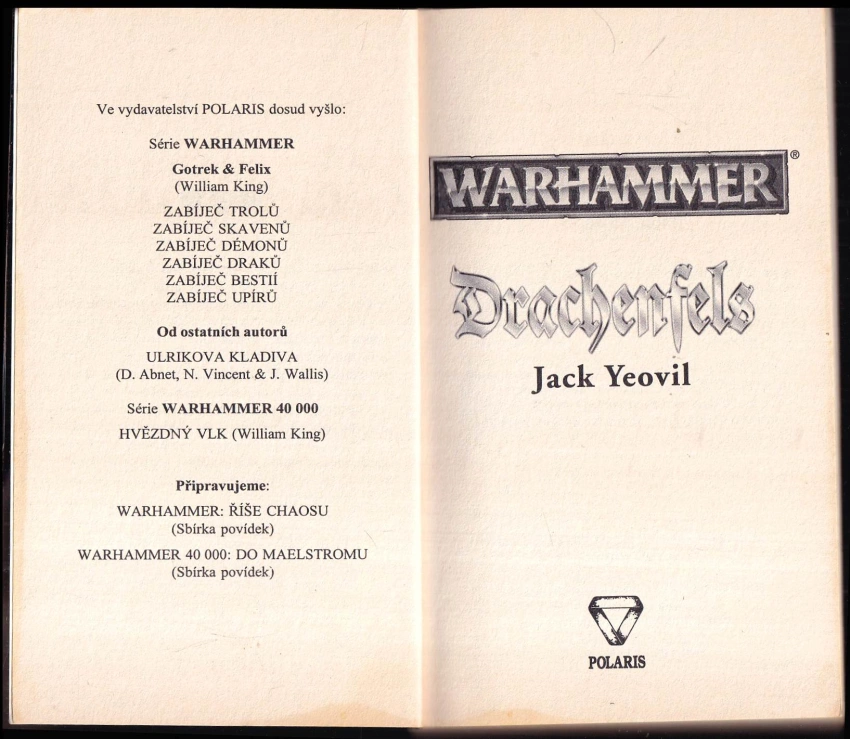 Ve vydavatelství POLARIS dosud vyšlo:
Série WARHAMMER
Gotrek & Felix
(William King)
ZABÍJEČ TROLŮ
ZABÍJEČ SKAVENŮ
ZABÍJEČ DÉMONŮ
ZABÍJEČ DRAKŮ
ZABÍJEČ BESTIÍ
ZABÍJEČ UPÍRŮ
Od ostatních autorů
ULRIKOVA KLADIVA
(D. Abnet, N. Vincent & J. Wallis)
Série WARHAMMER 40 000
HVĚZDNÝ VLK (William King)
Připravujeme:
WARHAMMER: ŘÍŠE CHAOSU
(Sbírka povídek)
WARHAMMER 40 000: DO MAELSTROMU
(Sbírka povídek)
WARHAMMER®
Drachenfels
Jack Yeovil
POLARIS